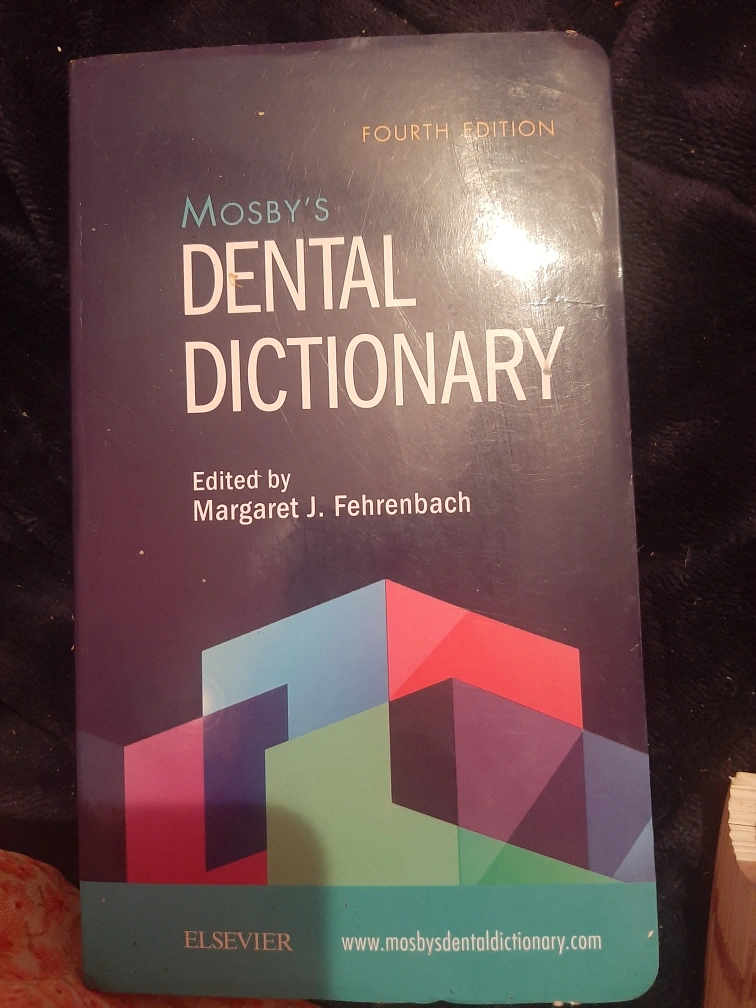 FOURTH EDITION
MOSBY'S
DENTAL
DICTIONARY
Edited by
Margaret J. Fehrenbach
ELSEVIER www.mosbysdentaldictionary.com